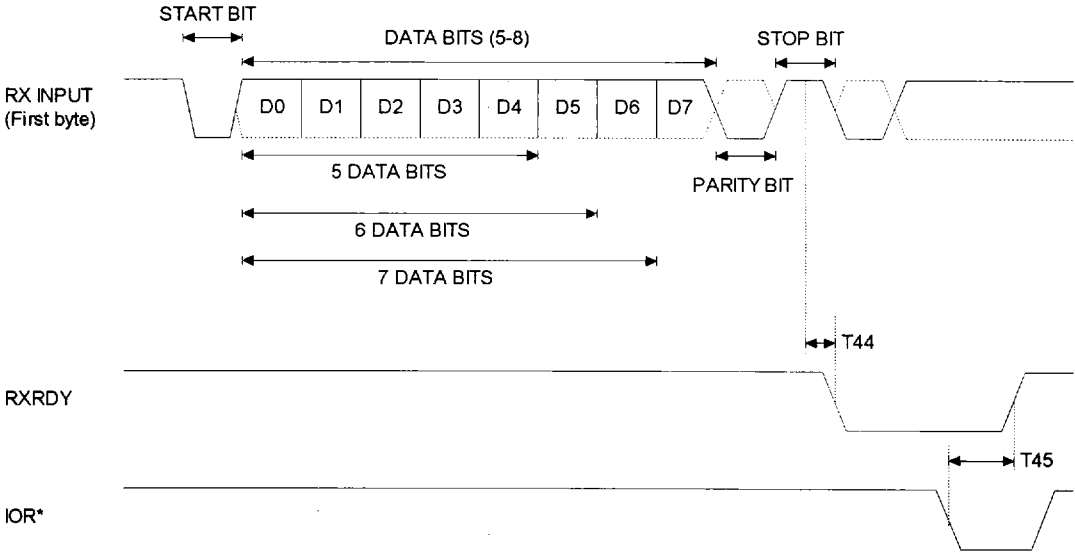 START BIT
DATA BITS (5-8)
STOP BIT
RX INPUT
(First byte)
D0 D1 D2 D3 D4 D5 D6 D7
5 DATA BITS
PARITY BIT
6 DATA BITS
7 DATA BITS
T44
RXRDY
T45
IOR*